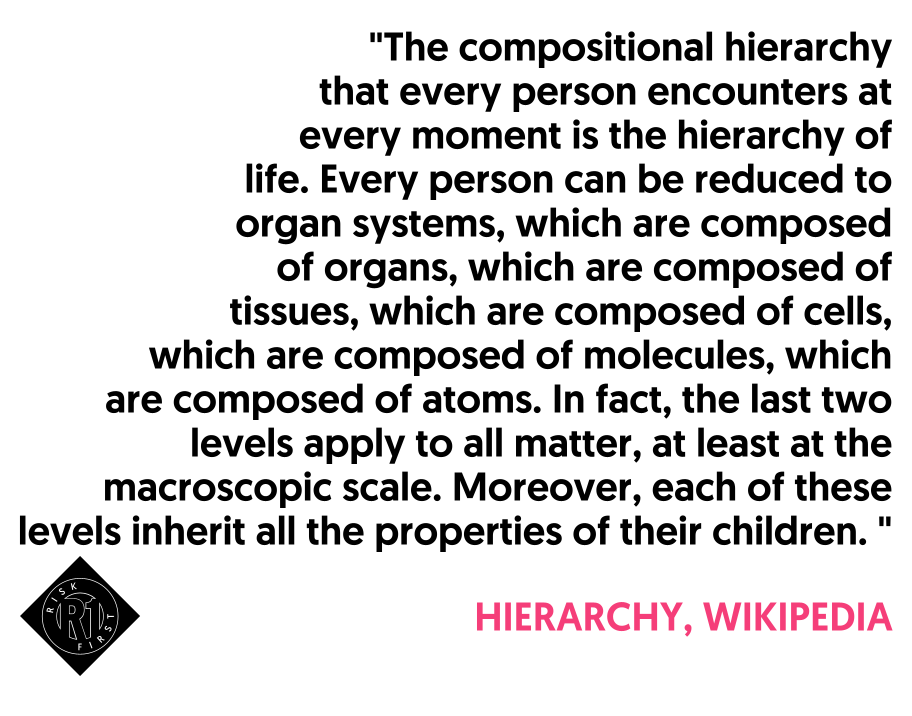 "The compositional hierarchy
that every person encounters at
every moment is the hierarchy of
life. Every person can be reduced to
organ systems, which are composed
of organs, which are composed of
tissues, which are composed of cells,
which are composed of molecules, which
are composed of atoms. In fact, the last two
levels apply to all matter, at least at the
macroscopic scale. Moreover, each of these
levels inherit all the properties of their children. "
RISK
R1
FIRST
HIERARCHY, WIKIPEDIA